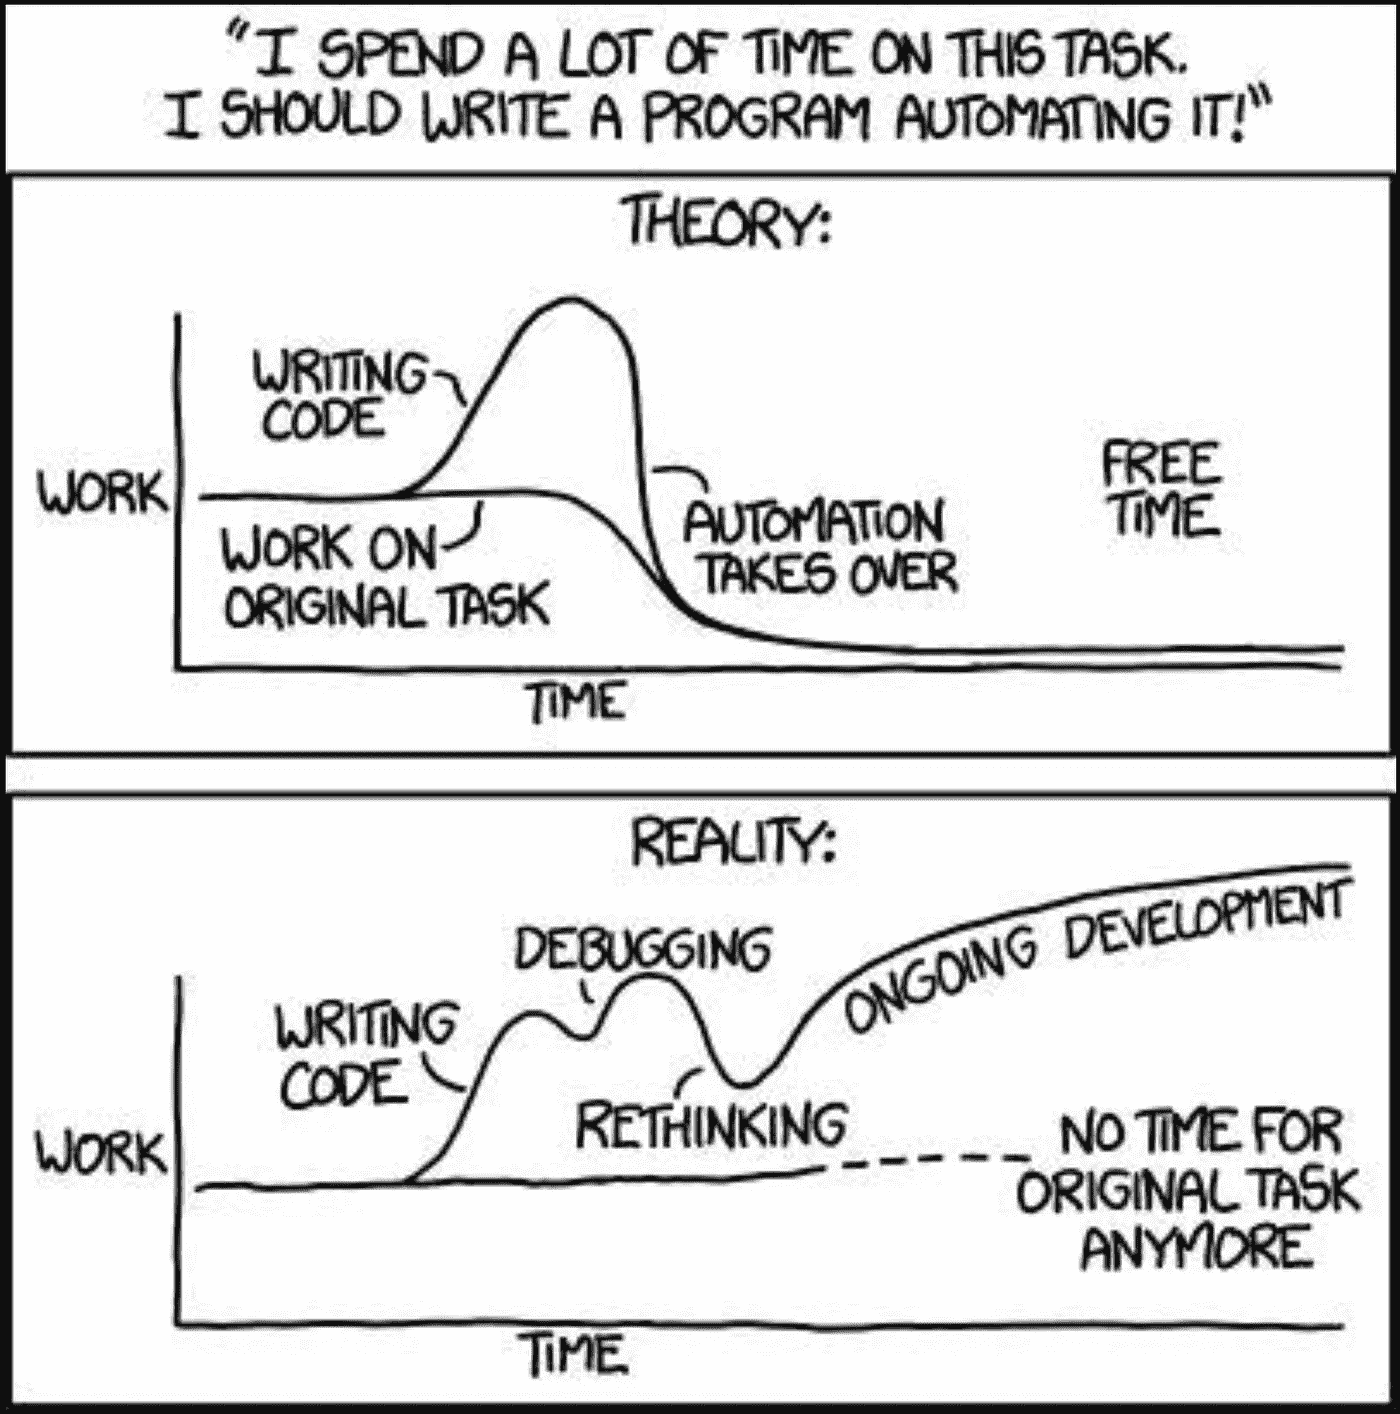 "I SPEND A LOT OF TIME ON THIS TASK.
I SHOULD WRITE A PROGRAM AUTOMATING IT!"
THEORY:
WRITING
CODE
WORK
WORK ON
ORIGINAL TASK
AUTOMATION
TAKES OVER
FREE
TIME
TIME
REALITY:
WRITING
CODE
DEBUGGING
RETHINKING
ONGOING DEVELOPMENT
WORK
NO TIME FOR
ORIGINAL TASK
ANYMORE
TIME